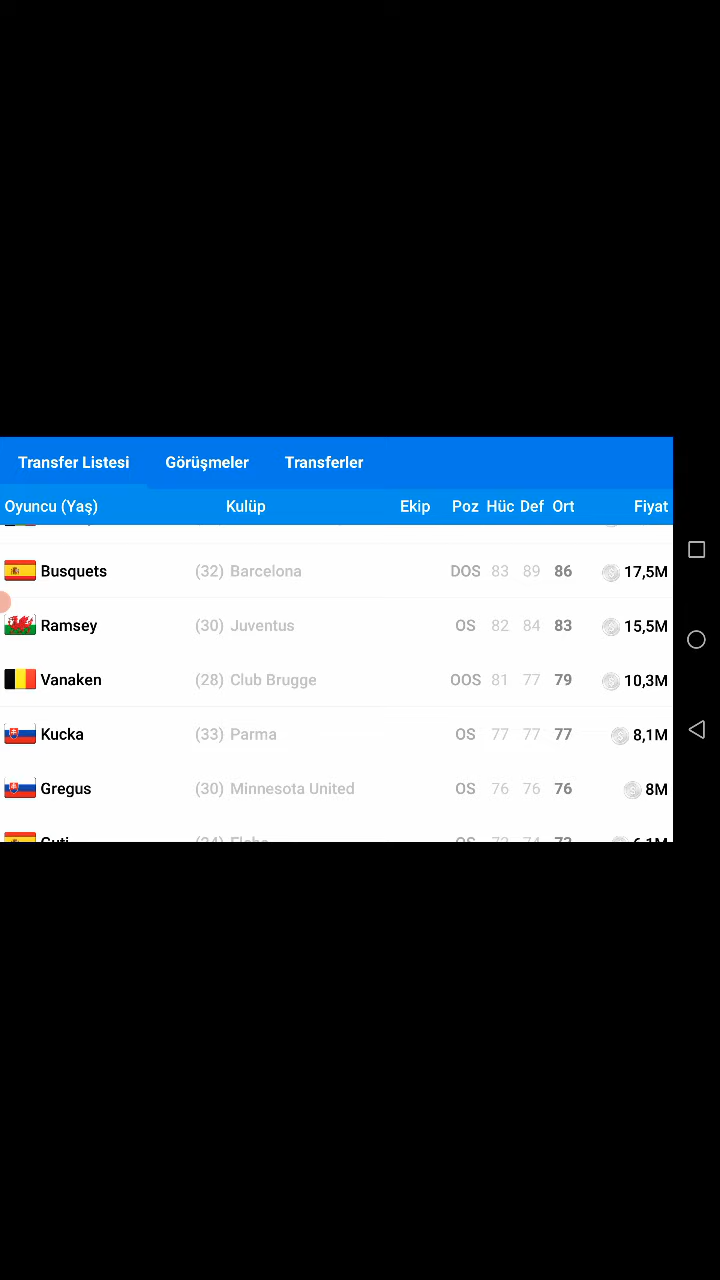 Transfer Listesi Görüşmeler Transferler
Oyuncu (Yaş) Kulüp Ekip Poz Hüc Def Ort Fiyat
Busquets (32) Barcelona DOS 83 89 86 17,5M
Ramsey (30) Juventus OS 82 84 83 15,5M
Vanaken (28) Club Brugge OOS 81 77 79 10,3M
Kucka (33) Parma OS 77 77 77 8,1M
Gregus (30) Minnesota United OS 76 76 76 8M